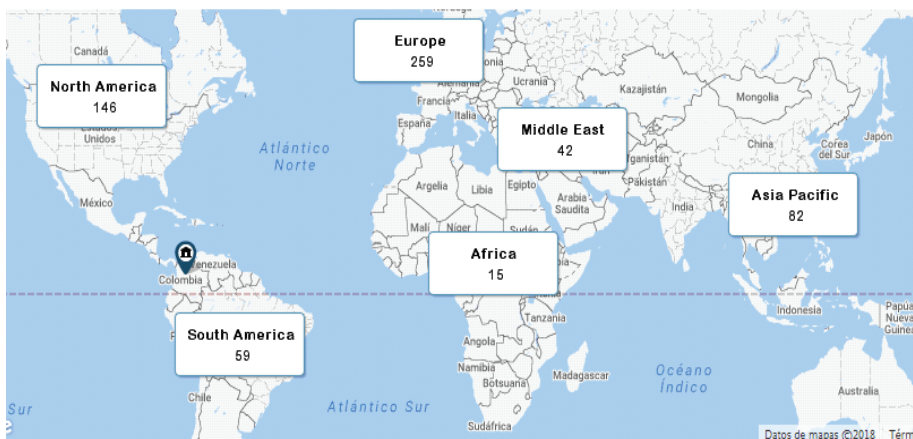 Europe
259
Canadá
North America
146
Estados
Unidos
Ucrania
Alemania
Francia
Italia
España
Kazajistán
Mongolia
Middle East
42
China
Japón
Corea
del Sur
Atlántico
Norte
Afganistán
Pakistán
Argelia
Libia
Egipto
Arabia
Saudita
India
México
Asia Pacific
82
Malí
Níger
Sudán
Africa
15
Colombia
Indonesia
Papúa
Nueva
Guinea
Tanzania
South America
59
Angola
Namibia
Botsuana
Madagascar
Océano
Índico
Australia
Chile
Sudáfrica
Sur
Atlántico Sur
Datos de mapas ©2018
Térm